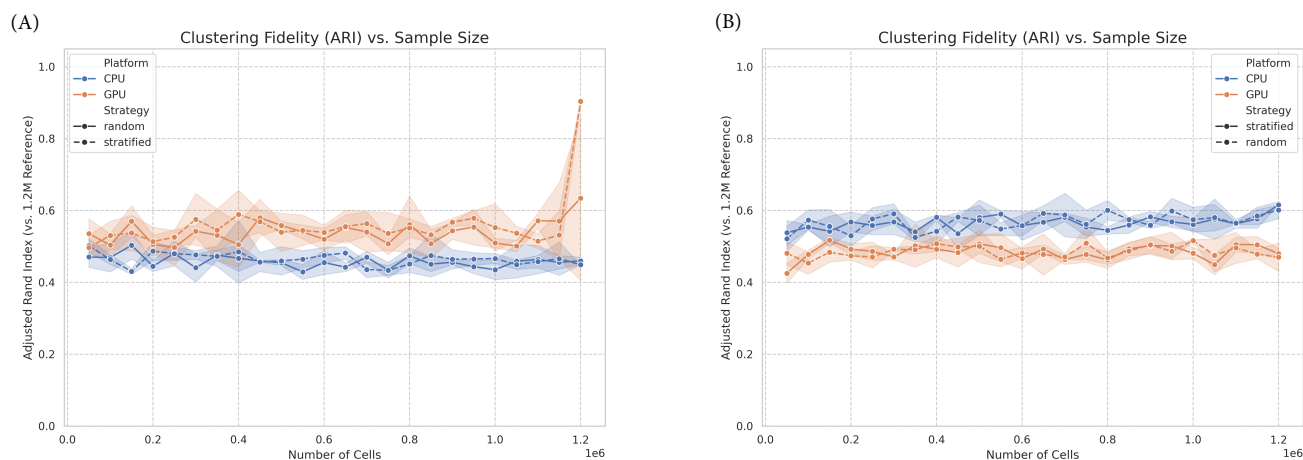 (A)
Clustering Fidelity (ARI) vs. Sample Size
Adjusted Rand Index (vs. 1.2M Reference)
1.0
0.8
0.6
0.4
0.2
0.0
Platform
CPU
GPU
Strategy
random
stratified
0.0 0.2 0.4 0.6 0.8 1.0 1.2
1e6
Number of Cells
(B)
Clustering Fidelity (ARI) vs. Sample Size
Adjusted Rand Index (vs. 1.2M Reference)
1.0
0.8
0.6
0.4
0.2
0.0
Platform
CPU
GPU
Strategy
stratified
random
0.0 0.2 0.4 0.6 0.8 1.0 1.2
1e6
Number of Cells